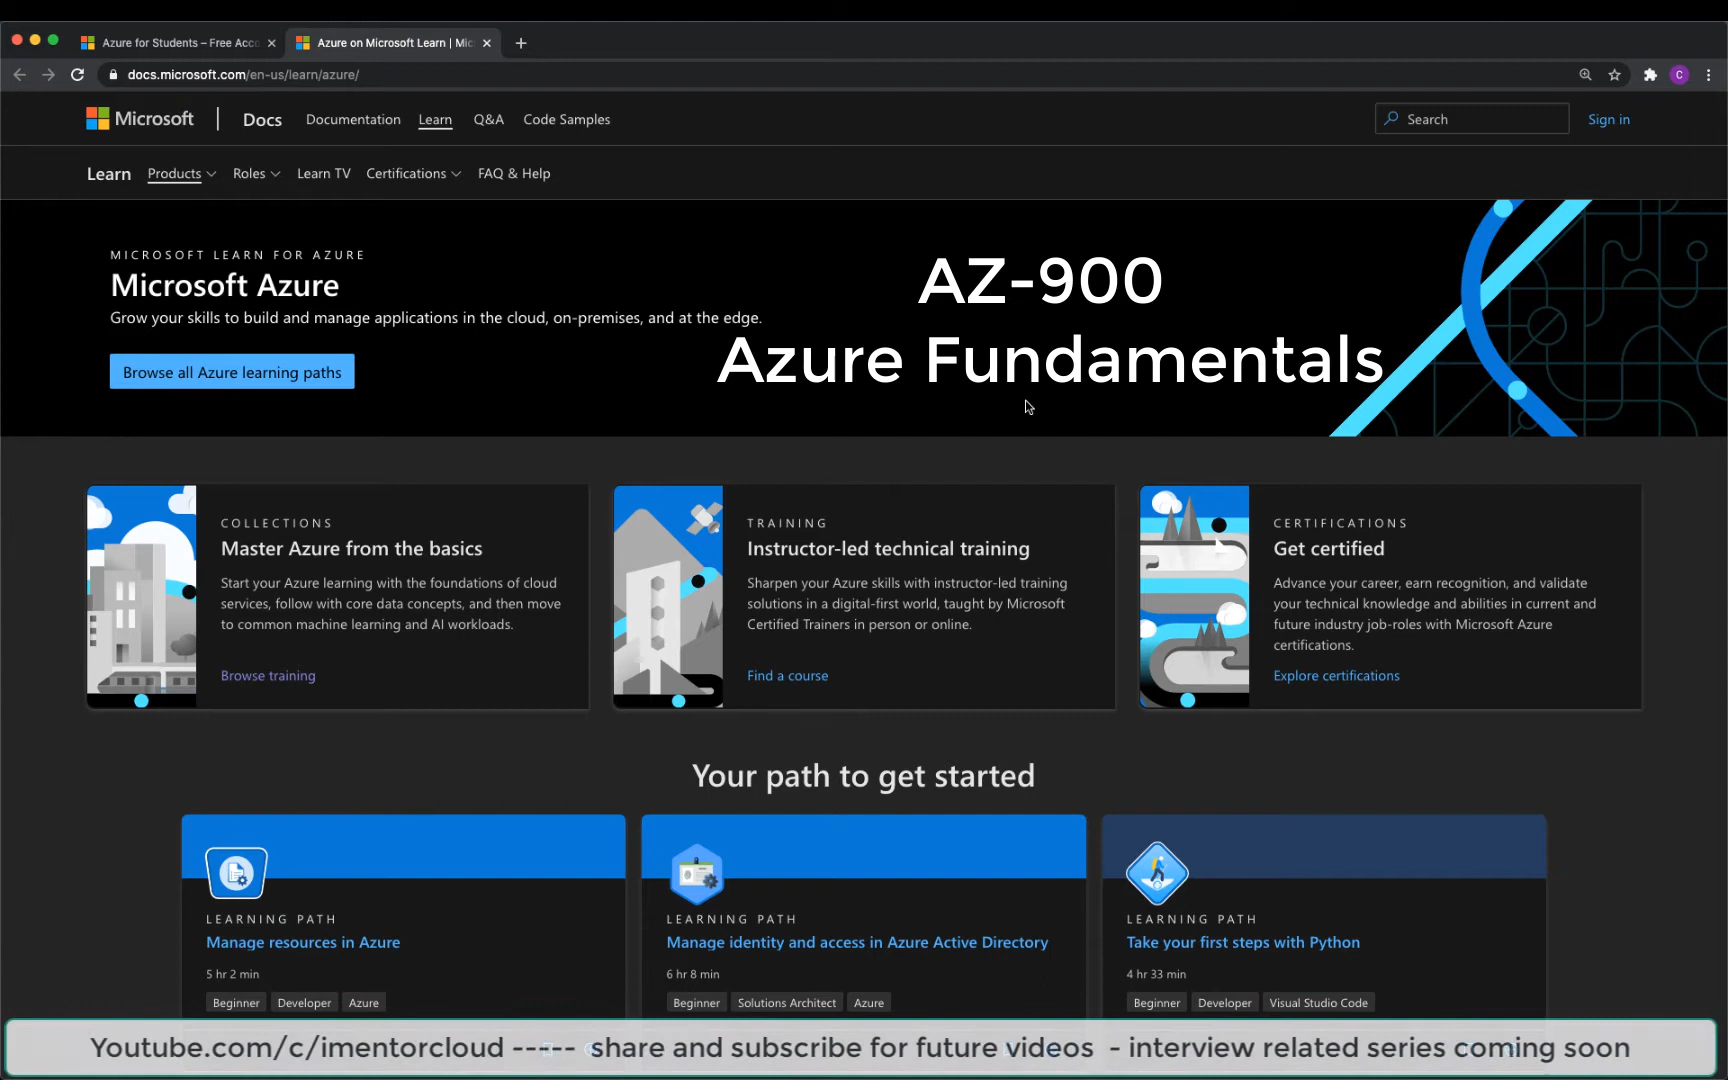 Azure for Students – Free Acco
Azure on Microsoft Learn | Mic
docs.microsoft.com/en-us/learn/azure/
C
Microsoft
Docs
Documentation
Learn
Q&A
Code Samples
Search
Sign in
Learn
Products
Roles
Learn TV
Certifications
FAQ & Help
MICROSOFT LEARN FOR AZURE
Microsoft Azure
Grow your skills to build and manage applications in the cloud, on-premises, and at the edge.
Browse all Azure learning paths
AZ-900
Azure Fundamentals
COLLECTIONS
Master Azure from the basics
Start your Azure learning with the foundations of cloud
services, follow with core data concepts, and then move
to common machine learning and AI workloads.
Browse training
TRAINING
Instructor-led technical training
Sharpen your Azure skills with instructor-led training
solutions in a digital-first world, taught by Microsoft
Certified Trainers in person or online.
Find a course
CERTIFICATIONS
Get certified
Advance your career, earn recognition, and validate
your technical knowledge and abilities in current and
future industry job-roles with Microsoft Azure
certifications.
Explore certifications
Your path to get started
LEARNING PATH
Manage resources in Azure
5 hr 2 min
Beginner
Developer
Azure
LEARNING PATH
Manage identity and access in Azure Active Directory
6 hr 8 min
Beginner
Solutions Architect
Azure
LEARNING PATH
Take your first steps with Python
4 hr 33 min
Beginner
Developer
Visual Studio Code
Youtube.com/c/imentorcloud ----- share and subscribe for future videos - interview related series coming soon